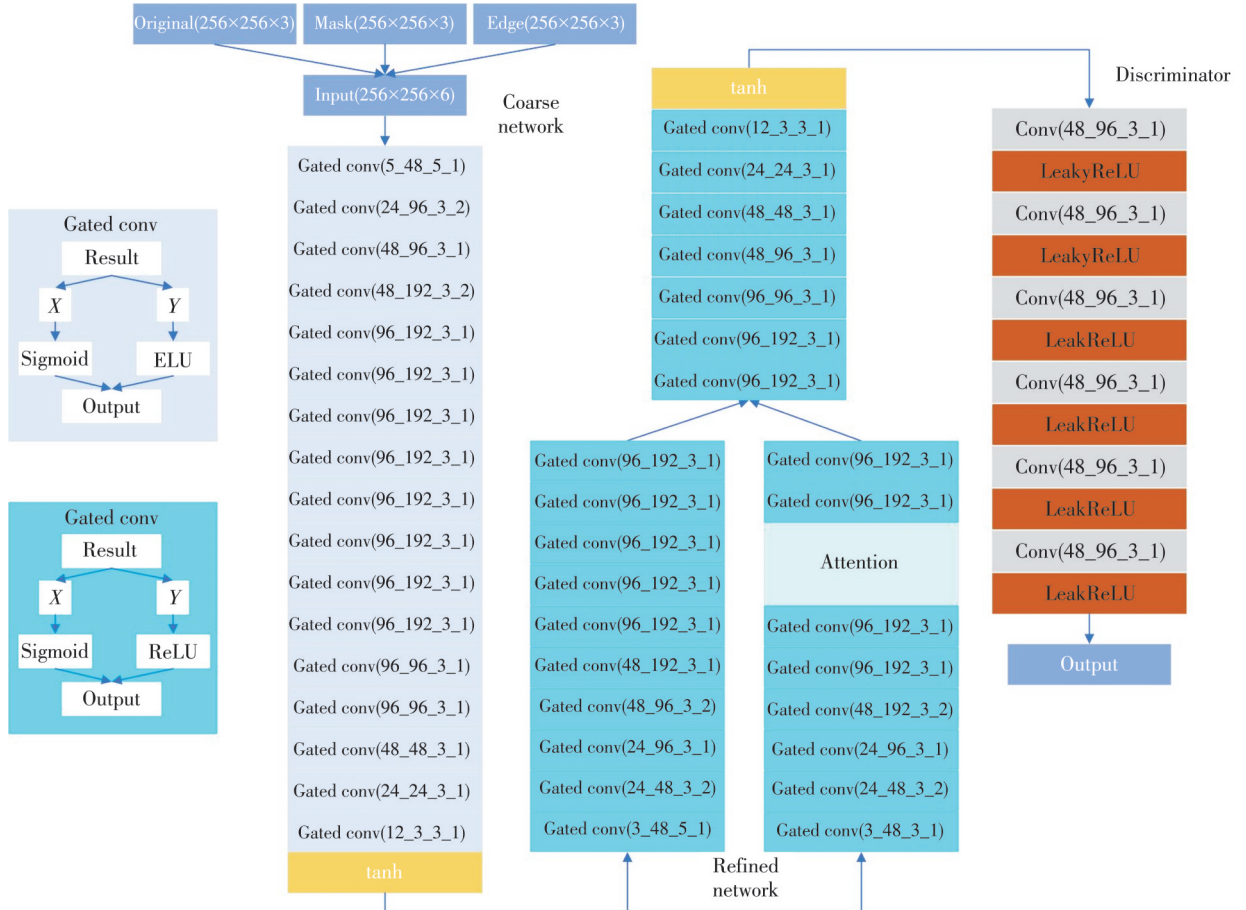 Original(256×256×3)
Mask(256×256×3)
Edge(256×256×3)
Input(256×256×6)
Coarse
network
Gated conv(5_48_5_1)
Gated conv(24_96_3_2)
Gated conv(48_96_3_1)
Gated conv(48_192_3_2)
Gated conv(96_192_3_1)
Gated conv(96_192_3_1)
Gated conv(96_192_3_1)
Gated conv(96_192_3_1)
Gated conv(96_192_3_1)
Gated conv(96_192_3_1)
Gated conv(96_192_3_1)
Gated conv(96_192_3_1)
Gated conv(96_96_3_1)
Gated conv(96_96_3_1)
Gated conv(48_48_3_1)
Gated conv(24_24_3_1)
Gated conv(12_3_3_1)
tanh
Gated conv
Result
X
Y
Sigmoid
ELU
Output
Gated conv
Result
X
Y
Sigmoid
ReLU
Output
tanh
Gated conv(12_3_3_1)
Gated conv(24_24_3_1)
Gated conv(48_48_3_1)
Gated conv(48_96_3_1)
Gated conv(96_96_3_1)
Gated conv(96_192_3_1)
Gated conv(96_192_3_1)
Gated conv(96_192_3_1)
Gated conv(96_192_3_1)
Gated conv(96_192_3_1)
Gated conv(96_192_3_1)
Gated conv(96_192_3_1)
Gated conv(48_192_3_1)
Gated conv(48_96_3_2)
Gated conv(24_96_3_1)
Gated conv(24_48_3_2)
Gated conv(3_48_5_1)
Gated conv(96_192_3_1)
Gated conv(96_192_3_1)
Attention
Gated conv(96_192_3_1)
Gated conv(96_192_3_1)
Gated conv(48_192_3_2)
Gated conv(24_96_3_1)
Gated conv(24_48_3_2)
Gated conv(3_48_3_1)
Refined
network
Discriminator
Conv(48_96_3_1)
LeakyReLU
Conv(48_96_3_1)
LeakyReLU
Conv(48_96_3_1)
LeakReLU
Conv(48_96_3_1)
LeakReLU
Conv(48_96_3_1)
LeakReLU
Conv(48_96_3_1)
LeakReLU
Output